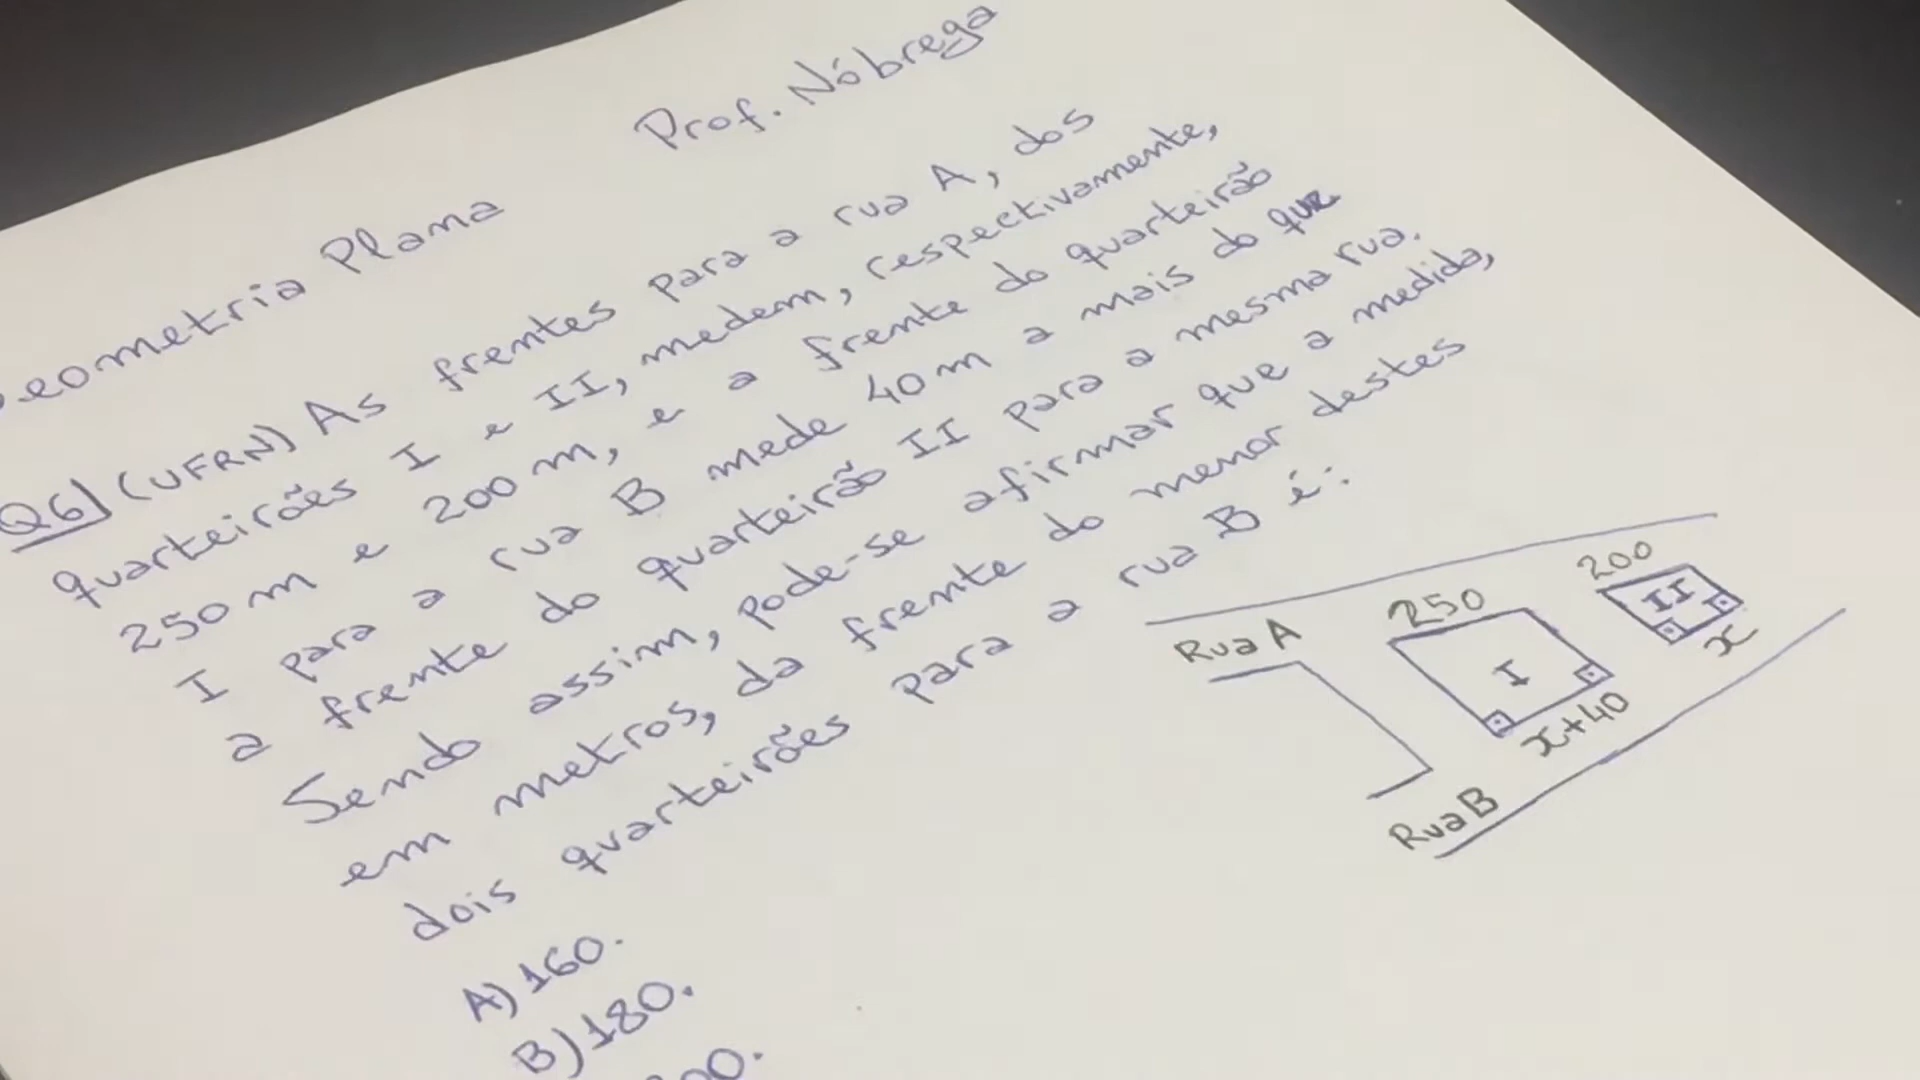 eometria Plana
Prof. Nóbrega
Q6) (UFRN) As frentes para a rua A, dos
quarteirões I e II, medem, respectivamente,
250 m e 200 m, e a frente do quarteirão
I para a rua B mede 40 m a mais do que
a frente do quarteirão II para a mesma rua.
Sendo assim, pode-se afirmar que a medida,
em metros, da frente do menor destes
dois quarteirões para a rua B é:
A) 160.
B) 180.
00.
Rua A
250
200
I
II
x+40
x
Rua B